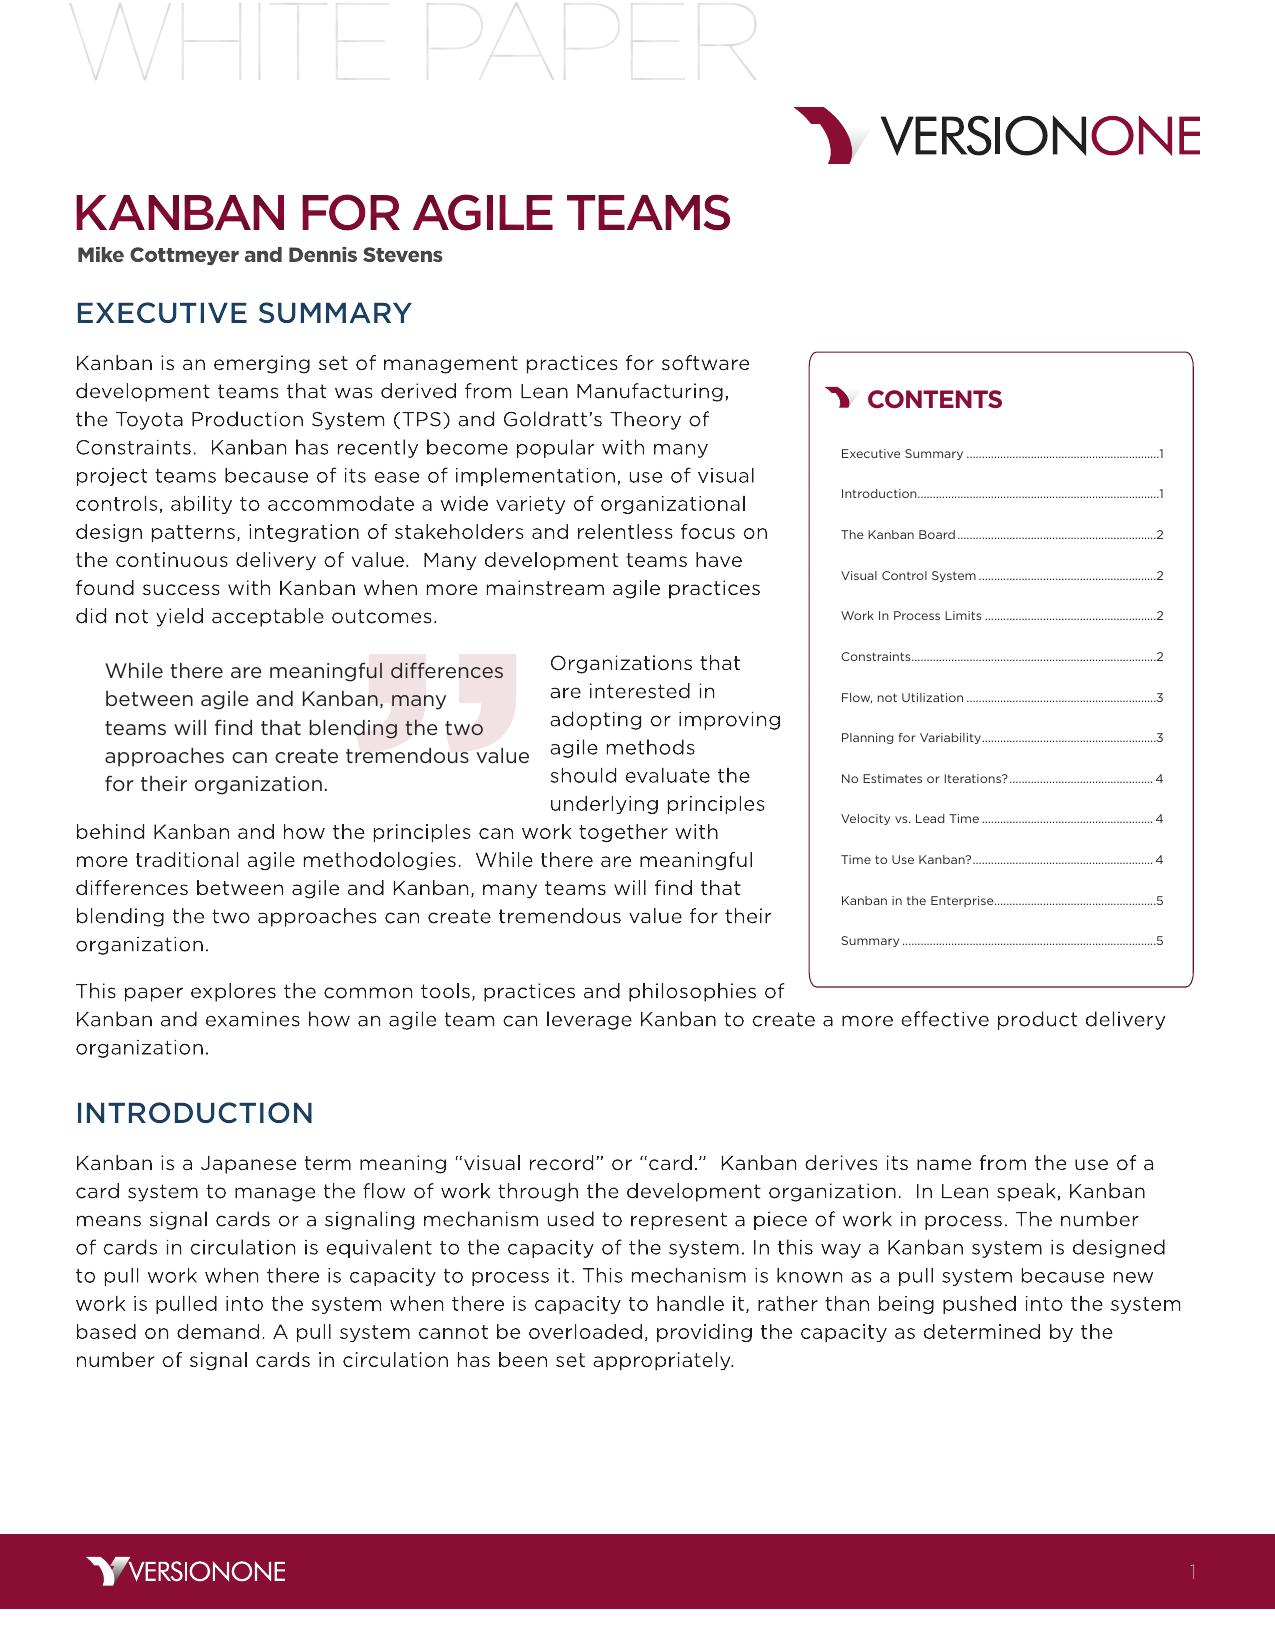 WHITE PAPER
VERSIONONE
KANBAN FOR AGILE TEAMS
Mike Cottmeyer and Dennis Stevens
EXECUTIVE SUMMARY
Kanban is an emerging set of management practices for software
development teams that was derived from Lean Manufacturing,
the Toyota Production System (TPS) and Goldratt’s Theory of
Constraints.  Kanban has recently become popular with many
project teams because of its ease of implementation, use of visual
controls, ability to accommodate a wide variety of organizational
design patterns, integration of stakeholders and relentless focus on
the continuous delivery of value.  Many development teams have
found success with Kanban when more mainstream agile practices
did not yield acceptable outcomes.
While there are meaningful differences
between agile and Kanban, many
teams will find that blending the two
approaches can create tremendous value
for their organization.
”
Organizations that
are interested in
adopting or improving
agile methods
should evaluate the
underlying principles
behind Kanban and how the principles can work together with
more traditional agile methodologies.  While there are meaningful
differences between agile and Kanban, many teams will find that
blending the two approaches can create tremendous value for their
organization.
This paper explores the common tools, practices and philosophies of
Kanban and examines how an agile team can leverage Kanban to create a more effective product delivery
organization.
CONTENTS
Executive Summary ...............................................................1
Introduction...............................................................................1
The Kanban Board.................................................................2
Visual Control System ..........................................................2
Work In Process Limits ........................................................2
Constraints................................................................................2
Flow, not Utilization ..............................................................3
Planning for Variability.........................................................3
No Estimates or Iterations?............................................... 4
Velocity vs. Lead Time ........................................................ 4
Time to Use Kanban?........................................................... 4
Kanban in the Enterprise.....................................................5
Summary ...................................................................................5
INTRODUCTION
Kanban is a Japanese term meaning “visual record” or “card.”  Kanban derives its name from the use of a
card system to manage the flow of work through the development organization.  In Lean speak, Kanban
means signal cards or a signaling mechanism used to represent a piece of work in process. The number
of cards in circulation is equivalent to the capacity of the system. In this way a Kanban system is designed
to pull work when there is capacity to process it. This mechanism is known as a pull system because new
work is pulled into the system when there is capacity to handle it, rather than being pushed into the system
based on demand. A pull system cannot be overloaded, providing the capacity as determined by the
number of signal cards in circulation has been set appropriately.
VERSIONONE
1